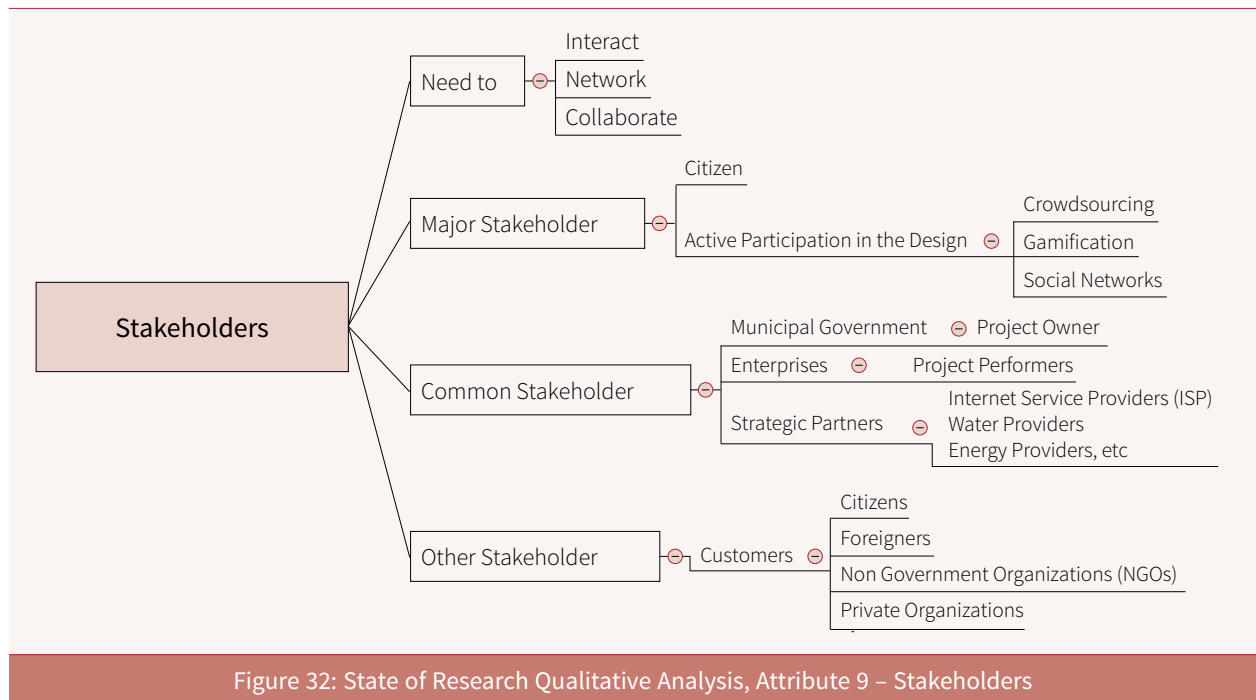 Stakeholders
Need to
Interact
Network
Collaborate
Major Stakeholder
Citizen
Active Participation in the Design
Crowdsourcing
Gamification
Social Networks
Common Stakeholder
Municipal Government
Project Owner
Enterprises
Project Performers
Strategic Partners
Internet Service Providers (ISP)
Water Providers
Energy Providers, etc
Other Stakeholder
Customers
Citizens
Foreigners
Non Government Organizations (NGOs)
Private Organizations
Figure 32: State of Research Qualitative Analysis, Attribute 9 – Stakeholders